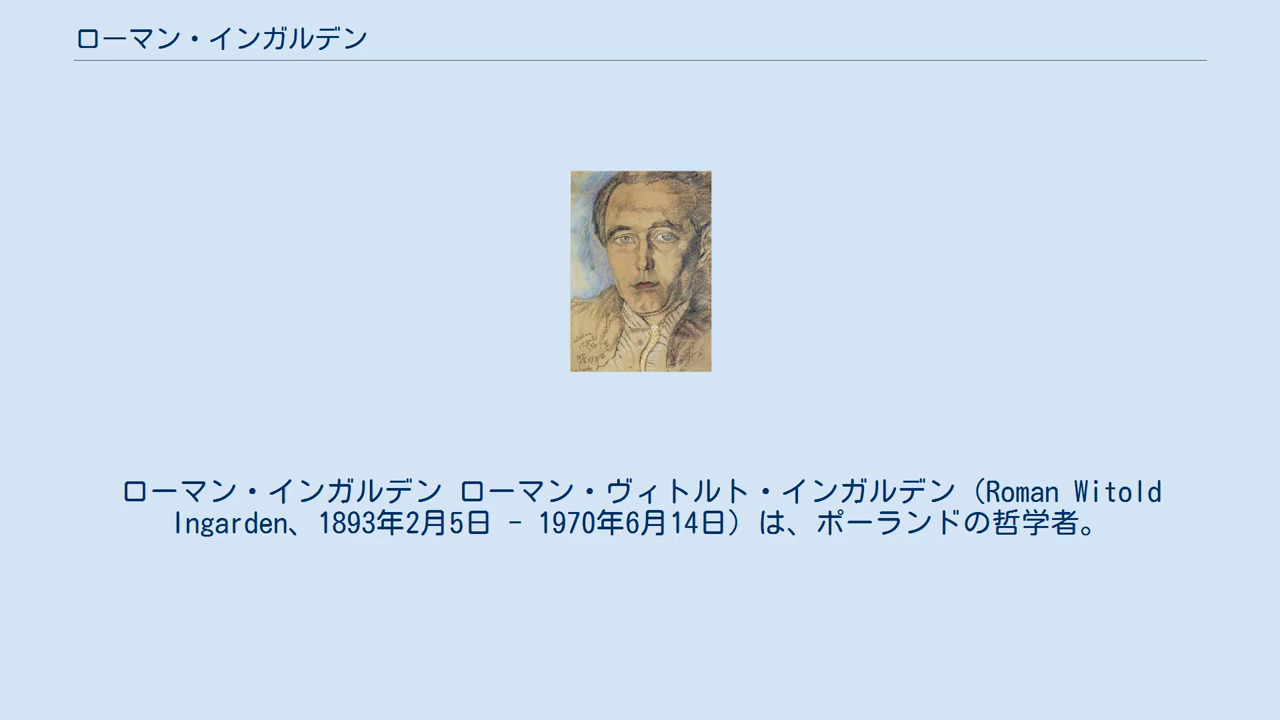 ローマン・インガルデン
ローマン・インガルデン ローマン・ヴィトルト・インガルデン（Roman Witold
Ingarden、1893年2月5日 - 1970年6月14日）は、ポーランドの哲学者。